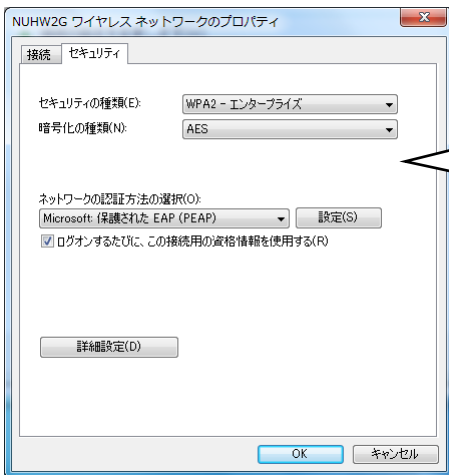 NUHW2G ワイヤレス ネットワークのプロパティ
接続 セキュリティ
セキュリティの種類(E): WPA2 - エンタープライズ
暗号化の種類(N): AES
ネットワークの認証方法の選択(O):
Microsoft: 保護された EAP (PEAP) 設定(S)
ログオンするたびに、この接続用の資格情報を使用する(R)
詳細設定(D)
OK キャンセル